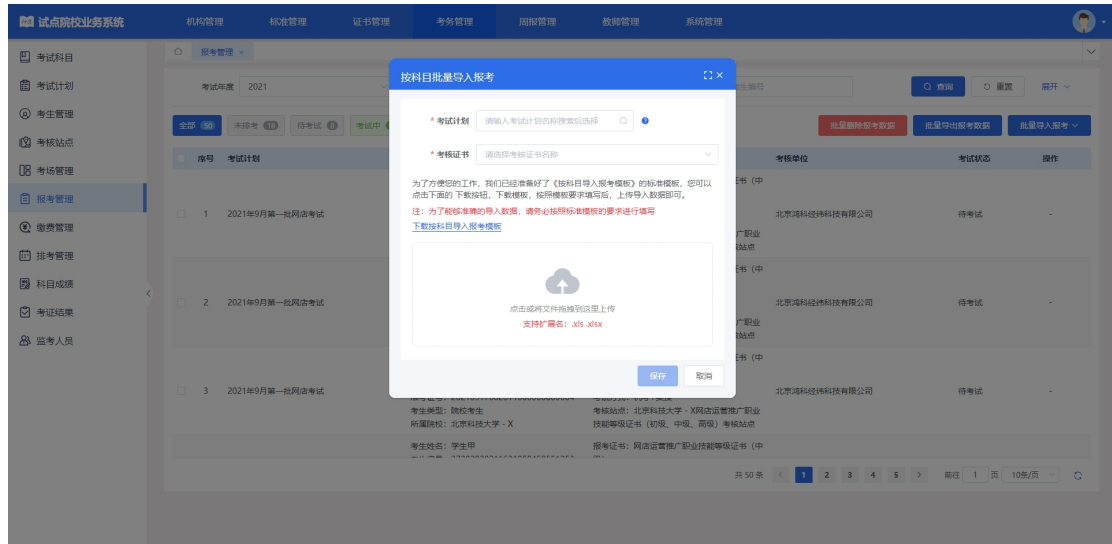 试点院校业务系统
机构管理
标准管理
证书管理
考务管理
周报管理
教师管理
系统管理
考试科目
考试计划
考生管理
考核站点
考场管理
报考管理
缴费管理
排考管理
科目成绩
考证结果
监考人员
报考管理 ×
考试年度 2021
查询
重置
展开
全部 50
未排考
待考试
考试中
批量删除报考数据
批量导出报考数据
批量导入报考
序号
考试计划
考核单位
考试状态
操作
1
2021年9月第一批网店考试
北京鸿科经纬科技有限公司
待考试
-
2
2021年9月第一批网店考试
北京鸿科经纬科技有限公司
待考试
-
3
2021年9月第一批网店考试
北京鸿科经纬科技有限公司
待考试
-
按科目批量导入报考
* 考试计划
请输入考试计划名称搜索后选择
* 考核证书
请选择考核证书名称
为了方便您的工作，我们已经准备好了《按科目导入报考模板》的标准模板，您可以
点击下面的 下载按钮，下载模板，按照模板要求填写后，上传导入数据即可。
注：为了能够准确的导入数据，请务必按照标准模板的要求进行填写
下载按科目导入报考模板
点击或将文件拖拽到这里上传
支持扩展名：.xls .xlsx
保存
取消
考生类型：院校考生
所属院校：北京科技大学 - X
考核站点：北京科技大学 - X网店运营推广职业
技能等级证书（初级、中级、高级）考核站点
考生姓名：学生甲
报考证书：网店运营推广职业技能等级证书（中
共 50 条
1
2
3
4
5
前往 1 页
10条/页